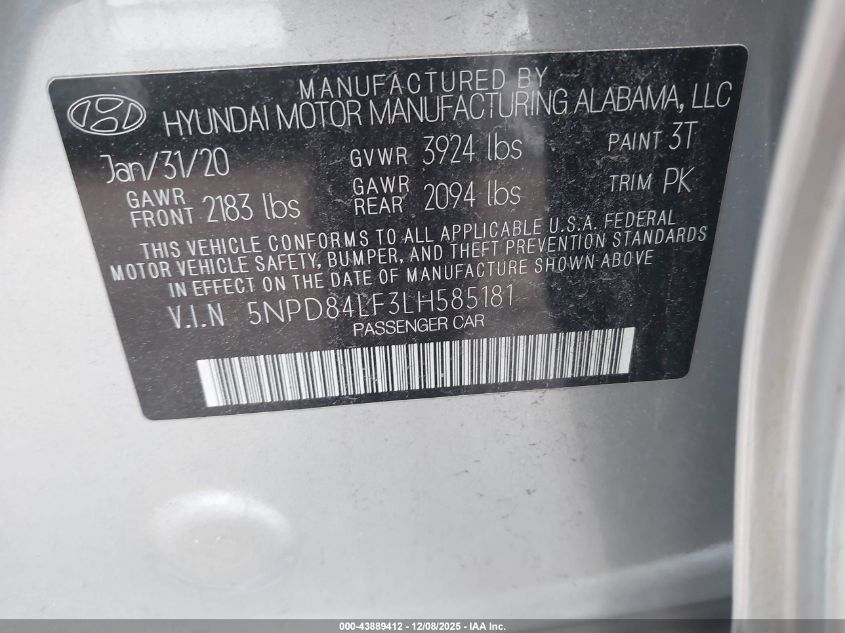 MANUFACTURED BY
HYUNDAI MOTOR MANUFACTURING ALABAMA, LLC
Jan/31/20 GVWR 3924 lbs PAINT 3T
GAWR FRONT 2183 lbs GAWR REAR 2094 lbs TRIM PK
THIS VEHICLE CONFORMS TO ALL APPLICABLE U.S.A. FEDERAL
MOTOR VEHICLE SAFETY, BUMPER, AND THEFT PREVENTION STANDARDS
IN EFFECT ON THE DATE OF MANUFACTURE SHOWN ABOVE
V.I.N 5NPD84LF3LH585181
PASSENGER CAR
000-43889412 - 12/08/2025 - IAA Inc.